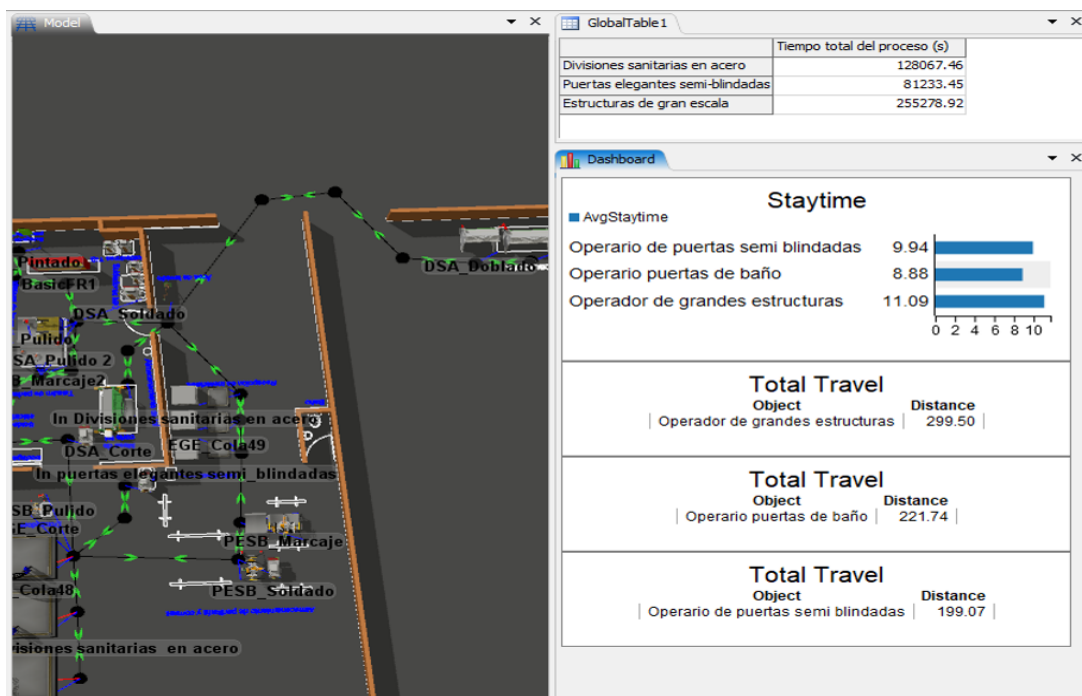 Model
GlobalTable1
Tiempo total del proceso (s)
Divisiones sanitarias en acero 128067.46
Puertas elegantes semi-blindadas 81233.45
Estructuras de gran escala 255278.92
Dashboard
Staytime
AvgStaytime
Operario de puertas semi blindadas 9.94
Operario puertas de baño 8.88
Operador de grandes estructuras 11.09
0 2 4 6 8 10
Total Travel
Object Distance
Operador de grandes estructuras 299.50
Total Travel
Object Distance
Operario puertas de baño 221.74
Total Travel
Object Distance
Operario de puertas semi blindadas 199.07
Pintado
BasicFR1
DSA_Doblado
DSA_Soldado
Pulido
SA_Pulido 2
B_Marcaje2
In Divisiones sanitarias en acero
DSA_Corte
EGE_Cola49
In puertas elegantes semi_blindadas
SB_Pulido
GE_Corte
PESB_Marcaje
PESB_Soldado
Cola48
visiones sanitarias en acero